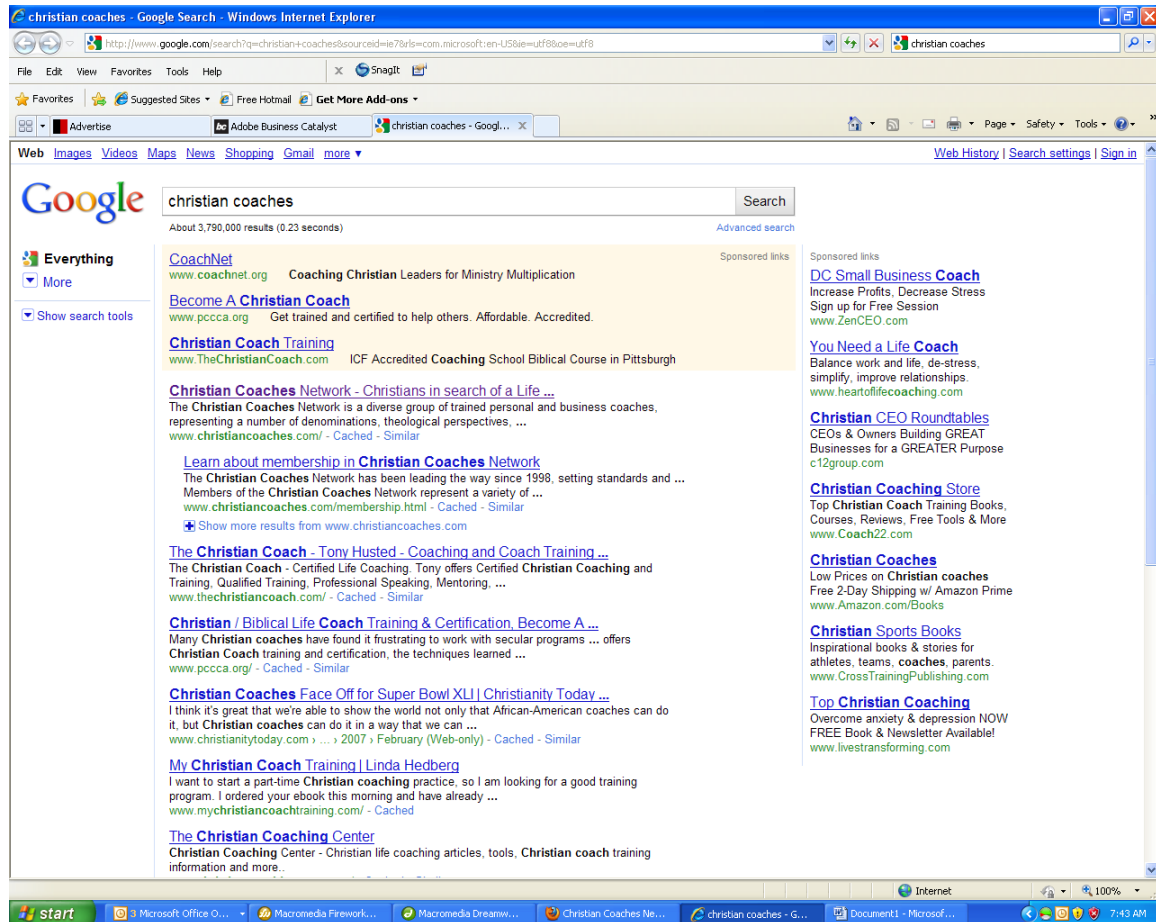 christian coaches - Google Search - Windows Internet Explorer
http://www.google.com/search?q=christian+coaches&sourceid=ie7&rls=com.microsoft:en-US&ie=utf8&oe=utf8
christian coaches
File Edit View Favorites Tools Help
x SnagIt
Favorites Suggested Sites Free Hotmail Get More Add-ons
Advertise
bc Adobe Business Catalyst
christian coaches - Googl... X
Page Safety Tools
Web Images Videos Maps News Shopping Gmail more
Web History | Search settings | Sign in
Google
christian coaches
Search
About 3,790,000 results (0.23 seconds)
Advanced search
Everything
More
Show search tools
CoachNet
Sponsored links
www.coachnet.org Coaching Christian Leaders for Ministry Multiplication
Become A Christian Coach
www.pccca.org Get trained and certified to help others. Affordable. Accredited.
Christian Coach Training
www.TheChristianCoach.com ICF Accredited Coaching School Biblical Course in Pittsburgh
Christian Coaches Network - Christians in search of a Life ...
The Christian Coaches Network is a diverse group of trained personal and business coaches,
representing a number of denominations, theological perspectives, ...
www.christiancoaches.com/ - Cached - Similar
Learn about membership in Christian Coaches Network
The Christian Coaches Network has been leading the way since 1998, setting standards and ...
Members of the Christian Coaches Network represent a variety of ...
www.christiancoaches.com/membership.html - Cached - Similar
Show more results from www.christiancoaches.com
The Christian Coach - Tony Husted - Coaching and Coach Training ...
The Christian Coach - Certified Life Coaching. Tony offers Certified Christian Coaching and
Training, Qualified Training, Professional Speaking, Mentoring, ...
www.thechristiancoach.com/ - Cached - Similar
Christian / Biblical Life Coach Training & Certification, Become A ...
Many Christian coaches have found it frustrating to work with secular programs ... offers
Christian Coach training and certification, the techniques learned ...
www.pccca.org/ - Cached - Similar
Christian Coaches Face Off for Super Bowl XLI | Christianity Today ...
I think it's great that we're able to show the world not only that African-American coaches can do
it, but Christian coaches can do it in a way that we can ...
www.christianitytoday.com › ... › 2007 › February (Web-only) - Cached - Similar
My Christian Coach Training | Linda Hedberg
I want to start a part-time Christian coaching practice, so I am looking for a good training
program. I ordered your ebook this morning and have already ...
www.mychristiancoachtraining.com/ - Cached
The Christian Coaching Center
Christian Coaching Center - Christian life coaching articles, tools, Christian coach training
information and more..
Sponsored links
DC Small Business Coach
Increase Profits, Decrease Stress
Sign up for Free Session
www.ZenCEO.com
You Need a Life Coach
Balance work and life, de-stress,
simplify, improve relationships.
www.heartoflifecoaching.com
Christian CEO Roundtables
CEOs & Owners Building GREAT
Businesses for a GREATER Purpose
c12group.com
Christian Coaching Store
Top Christian Coach Training Books,
Courses, Reviews, Free Tools & More
www.Coach22.com
Christian Coaches
Low Prices on Christian coaches
Free 2-Day Shipping w/ Amazon Prime
www.Amazon.com/Books
Christian Sports Books
Inspirational books & stories for
athletes, teams, coaches, parents.
www.CrossTrainingPublishing.com
Top Christian Coaching
Overcome anxiety & depression NOW
FREE Book & Newsletter Available!
www.livestransforming.com
Internet
100%
start
3 Microsoft Office O...
Macromedia Firework...
Macromedia Dreamw...
Christian Coaches Ne...
christian coaches - G...
Document1 - Microsof...
7:43 AM